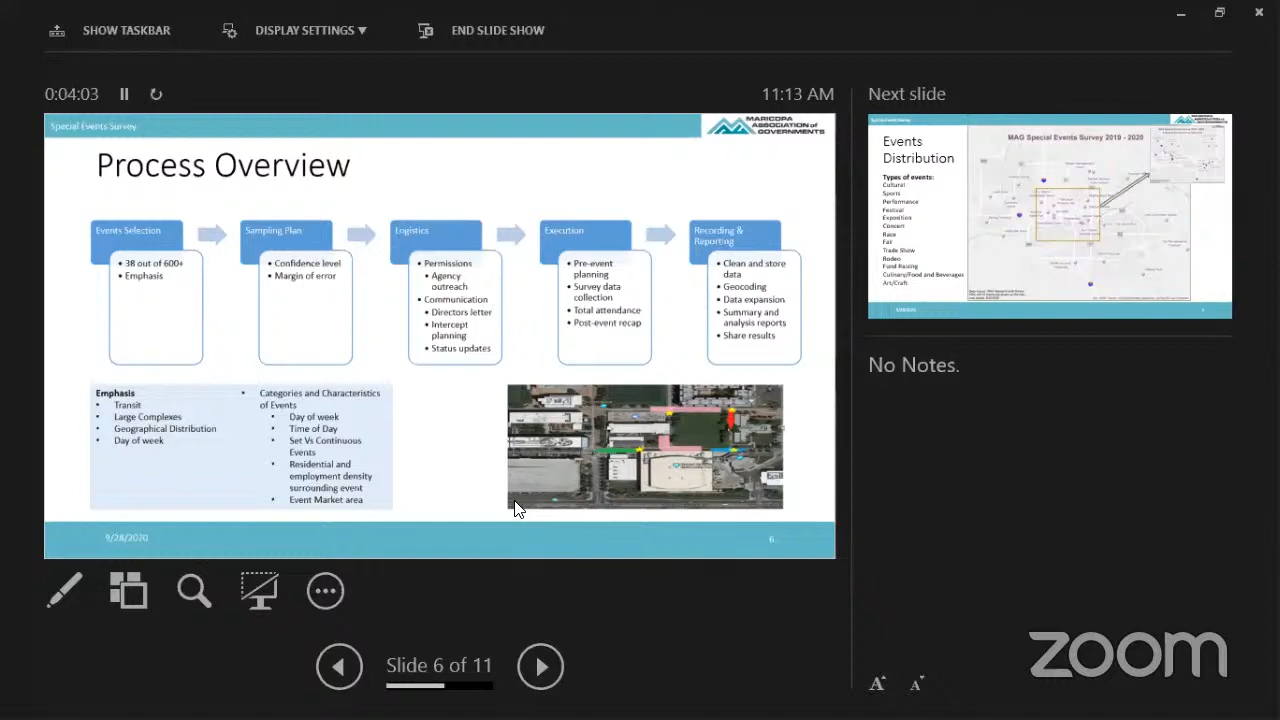 SHOW TASKBAR
DISPLAY SETTINGS ▼
END SLIDE SHOW
0:04:03
11:13 AM
Special Events Survey
MARICOPA
ASSOCIATION of
GOVERNMENTS
Process Overview
Events Selection
• 38 out of 600+
• Emphasis
Sampling Plan
• Confidence level
• Margin of error
Logistics
• Permissions
• Agency
outreach
• Communication
• Directors letter
• Intercept
planning
• Status updates
Execution
• Pre-event
planning
• Survey data
collection
• Total attendance
• Post-event recap
Recording &
Reporting
• Clean and store
data
• Geocoding
• Data expansion
• Summary and
analysis reports
• Share results
Emphasis
• Transit
• Large Complexes
• Geographical Distribution
• Day of week
• Categories and Characteristics
of Events
• Day of week
• Time of Day
• Set Vs Continuous
Events
• Residential and
employment density
surrounding event
• Event Market area
9/28/2020
6
Slide 6 of 11
Next slide
MARICOPA
ASSOCIATION of
GOVERNMENTS
Events
Distribution
MAG Special Events Survey 2019 - 2020
Types of events:
Cultural
Sports
Performance
Festival
Exposition
Concert
Race
Fair
Trade Show
Rodeo
Fund Raising
Culinary/Food and Beverages
Art/Craft
9/28/2020
No Notes.
A
A
zoom